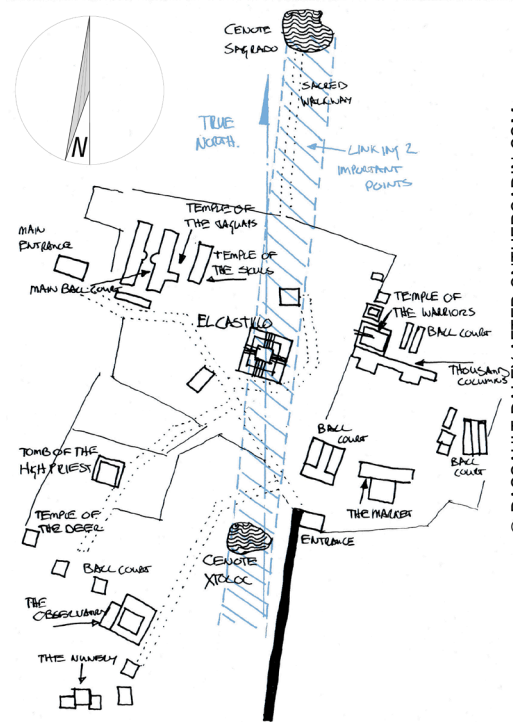 CENOTE
SAGRADO
SACRED
WALKWAY
TRUE
NORTH.
LINKING 2
IMPORTANT
POINTS
N
TEMPLE OF
THE JAGUARS
MAIN
ENTRANCE
TEMPLE OF
THE SKULLS
MAIN BALL COURT
EL CASTILLO
TEMPLE OF
THE WARRIORS
BALL COURT
THOUSAND
COLUMNS
BALL
COURT
BALL
COURT
TOMB OF THE
HIGH PRIEST
THE MARKET
TEMPLE OF
THE DEER
ENTRANCE
CENOTE
XTOLOC
BALL COURT
THE
OBSERVATORY
THE NUNERY